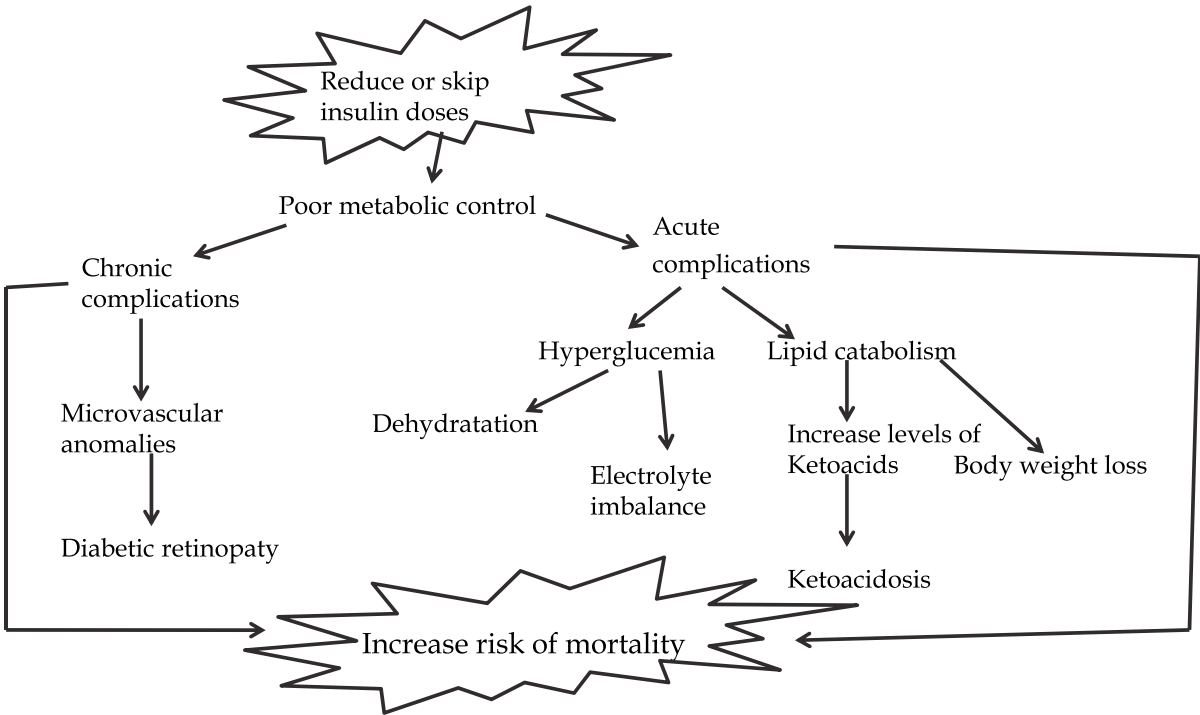 Reduce or skip
insulin doses
Poor metabolic control
Acute
complications
Chronic
complications
Hyperglucemia
Lipid catabolism
Microvascular
anomalies
Dehydratation
Increase levels of
Ketoacids
Body weight loss
Electrolyte
imbalance
Diabetic retinopaty
Ketoacidosis
Increase risk of mortality